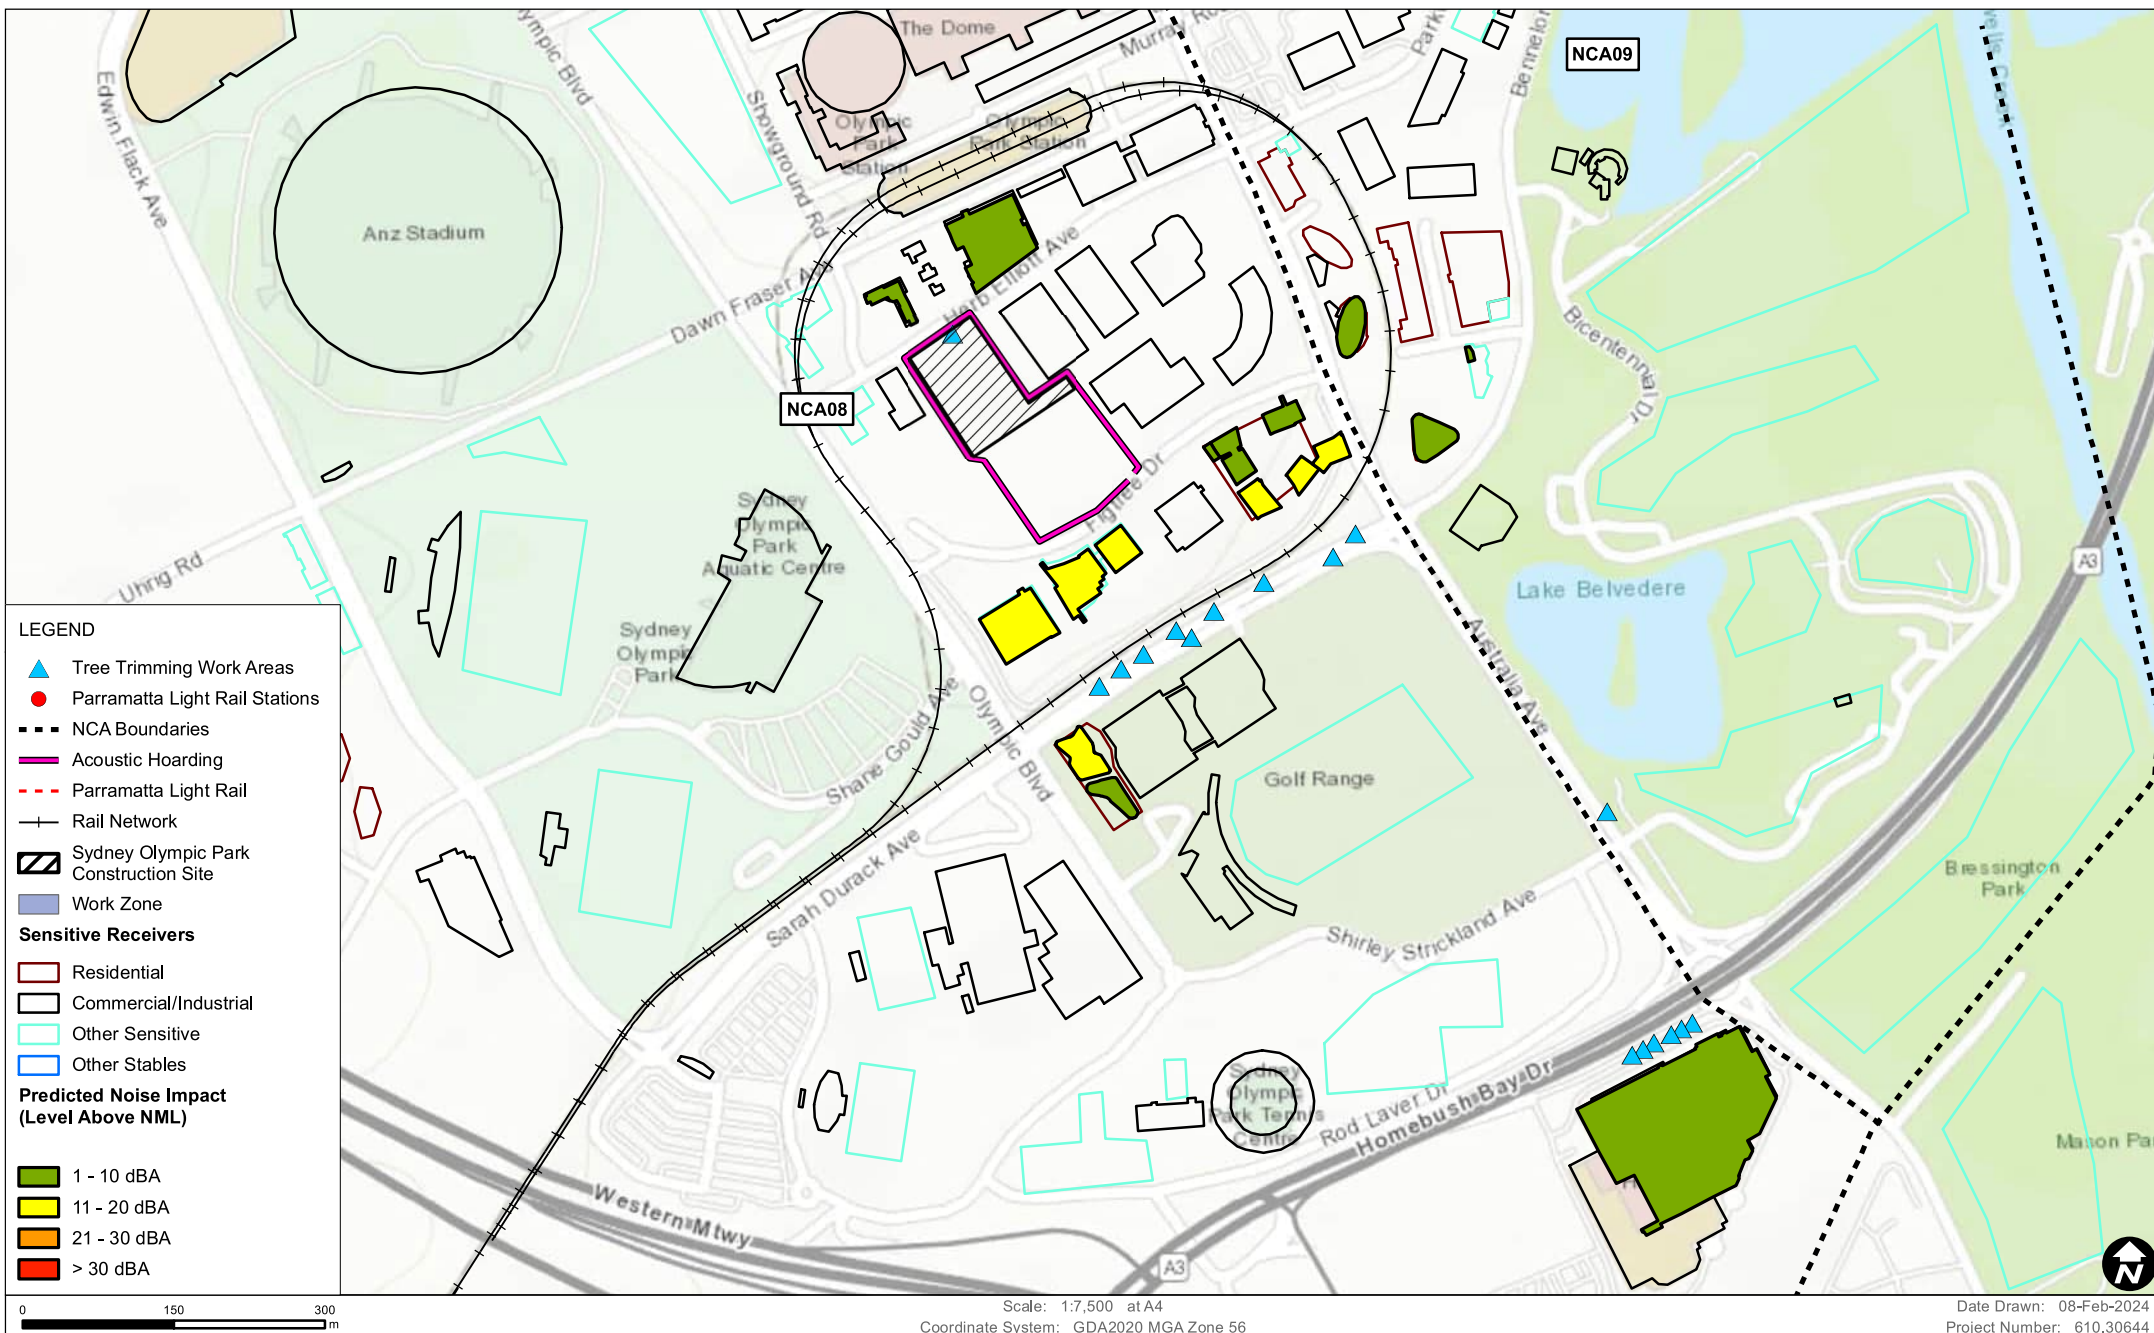 The Dome
Murray Ro
Park
Bennelon
NCA09
Edwin Flack Ave
Olympic Blvd
Showground Rd
Olympic
Park
Station
Olympic
Park Station
Anz Stadium
Dawn Fraser Ave
Herb Elliott Ave
Bicentennial Dr
NCA08
Figtree Dr
Sydney
Olympic
Park
Aquatic Centre
Uhrig Rd
A3
Lake Belvedere
Sydney
Olympic
Park
Australia Ave
Shane Gould Ave
Olympic Blvd
Golf Range
Sarah Durack Ave
Bressington
Park
Shirley Strickland Ave
Sydney
Olympic
Park Tennis
Centre
Rod Laver Dr
Homebush Bay Dr
Mason Pa
Western Mtwy
A3
N
LEGEND
Tree Trimming Work Areas
Parramatta Light Rail Stations
NCA Boundaries
Acoustic Hoarding
Parramatta Light Rail
Rail Network
Sydney Olympic Park
Construction Site
Work Zone
Sensitive Receivers
Residential
Commercial/Industrial
Other Sensitive
Other Stables
Predicted Noise Impact
(Level Above NML)
1 - 10 dBA
11 - 20 dBA
21 - 30 dBA
> 30 dBA
0 150 300
m
Scale: 1:7,500 at A4
Coordinate System: GDA2020 MGA Zone 56
Date Drawn: 08-Feb-2024
Project Number: 610.30644